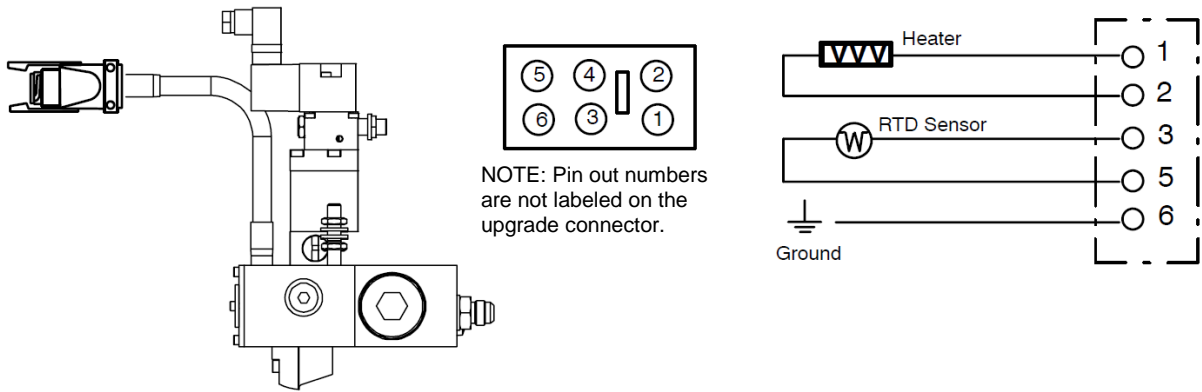 5 4 2
6 3 1
NOTE: Pin out numbers
are not labeled on the
upgrade connector.
Heater
1
2
RTD Sensor
3
5
6
Ground